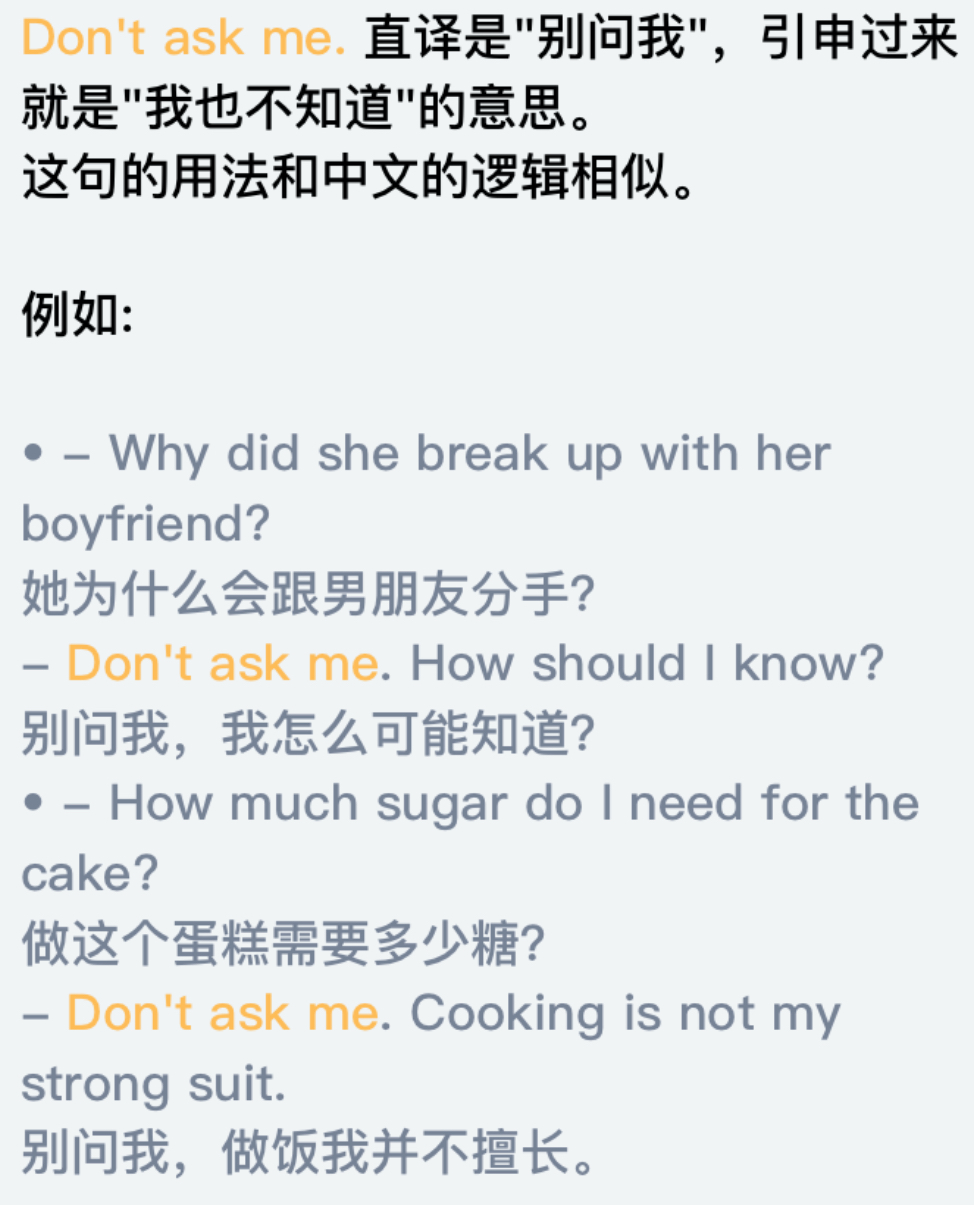 Don't ask me. 直译是"别问我"，引申过来
就是"我也不知道"的意思。
这句的用法和中文的逻辑相似。
例如:
• – Why did she break up with her
boyfriend?
她为什么会跟男朋友分手?
– Don't ask me. How should I know?
别问我，我怎么可能知道?
• – How much sugar do I need for the
cake?
做这个蛋糕需要多少糖?
– Don't ask me. Cooking is not my
strong suit.
别问我，做饭我并不擅长。